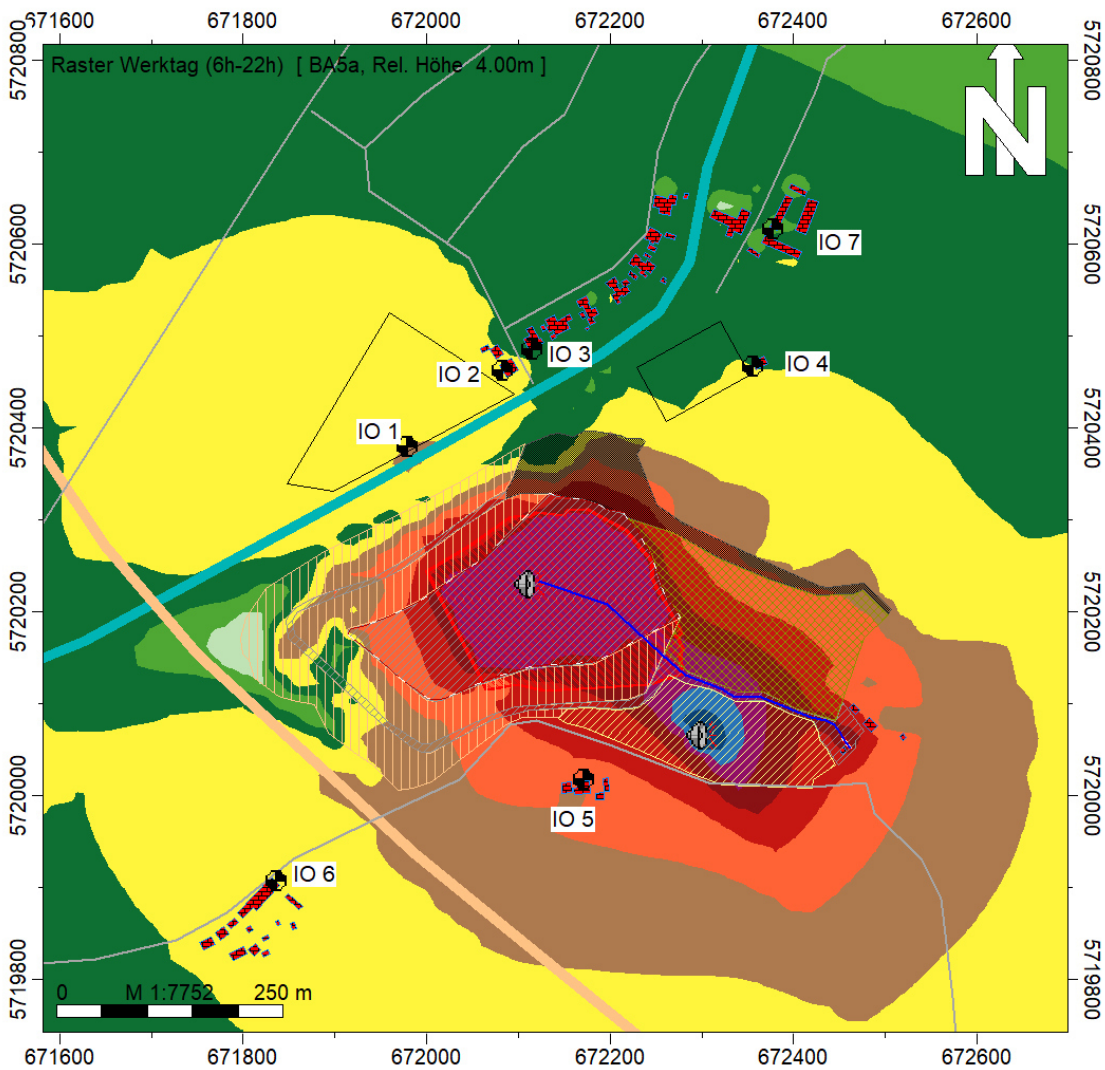 671600 671800 672000 672200 672400 672600
5720800 5720800
Raster Werktag (6h-22h) [ BA5a, Rel. Höhe 4.00m ]
N
5720600 5720600
IO 7
IO 3
IO 2
IO 4
5720400 5720400
IO 1
5720200 5720200
5720000 5720000
IO 5
IO 6
5719800 5719800
0 M 1:7752 250 m
671600 671800 672000 672200 672400 672600